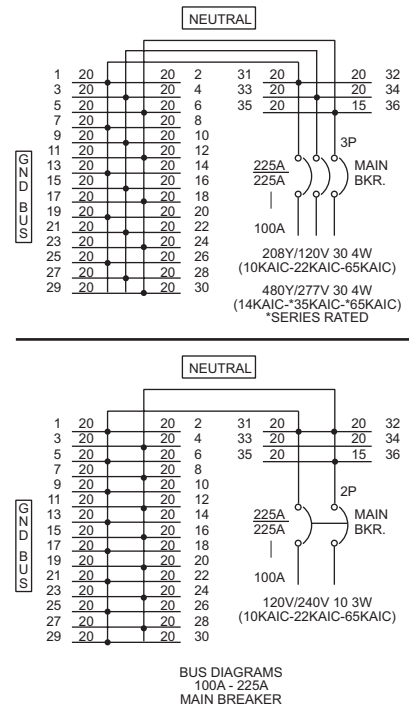 NEUTRAL
1 20 20 2 31 20 20 32
3 20 20 4 33 20 20 34
5 20 20 6 35 20 15 36
7 20 20 8
9 20 20 10
11 20 20 12
13 20 20 14
15 20 20 16
17 20 20 18
19 20 20 20
21 20 20 22
23 20 20 24
25 20 20 26
27 20 20 28
29 20 20 30
GND BUS
3P
225A
225A
MAIN
BKR.
100A
208Y/120V 30 4W
(10KAIC-22KAIC-65KAIC)
480Y/277V 30 4W
(14KAIC-*35KAIC-*65KAIC)
*SERIES RATED
NEUTRAL
1 20 20 2 31 20 20 32
3 20 20 4 33 20 20 34
5 20 20 6 35 20 15 36
7 20 20 8
9 20 20 10
11 20 20 12
13 20 20 14
15 20 20 16
17 20 20 18
19 20 20 20
21 20 20 22
23 20 20 24
25 20 20 26
27 20 20 28
29 20 20 30
GND BUS
2P
225A
225A
MAIN
BKR.
100A
120V/240V 10 3W
(10KAIC-22KAIC-65KAIC)
BUS DIAGRAMS
100A - 225A
MAIN BREAKER